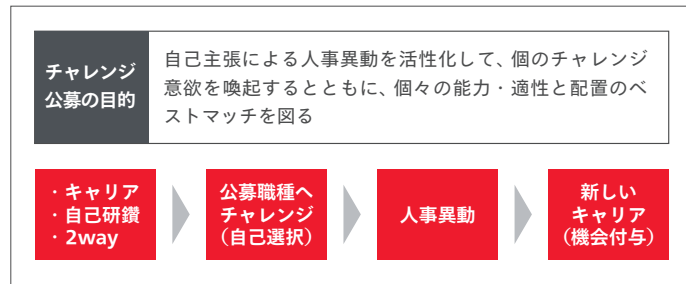 チャレンジ
公募の目的
自己主張による人事異動を活性化して、個のチャレンジ
意欲を喚起するとともに、個々の能力・適性と配置のベ
ストマッチを図る
・キャリア
・自己研鑽
・2way
公募職種へ
チャレンジ
（自己選択）
人事異動
新しい
キャリア
（機会付与）